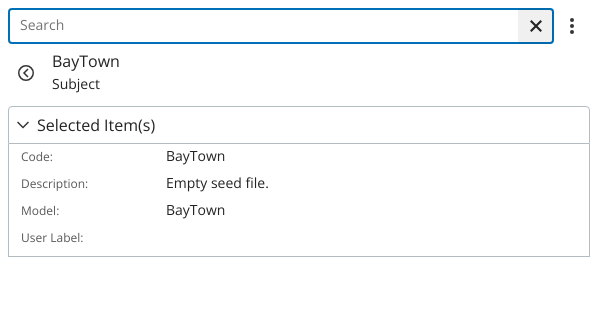 Search
BayTown
Subject
Selected Item(s)
Code: BayTown
Description: Empty seed file.
Model: BayTown
User Label: